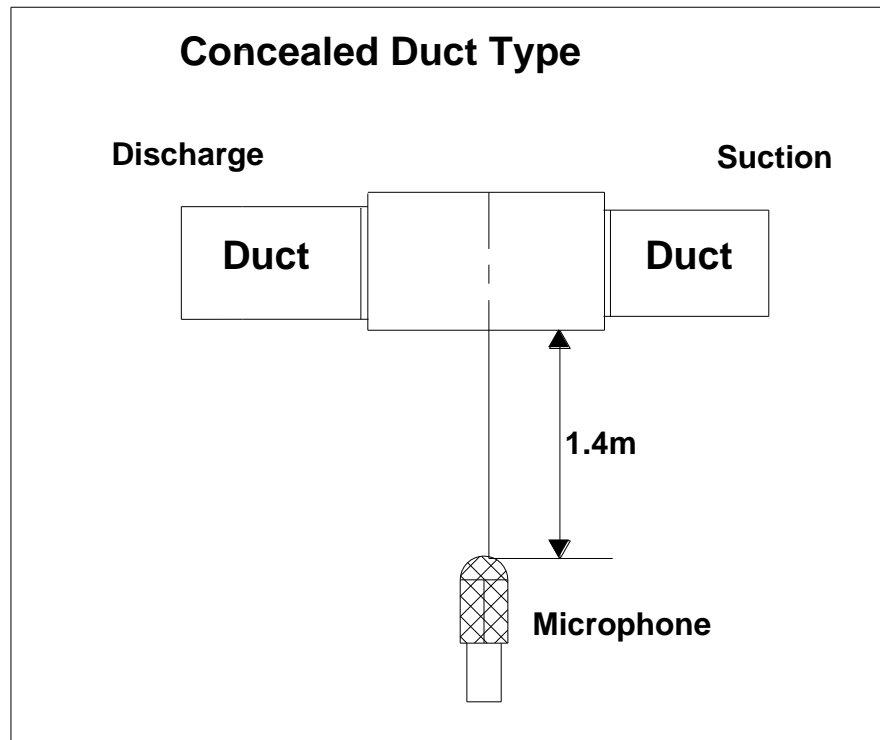 Concealed Duct Type
Discharge
Suction
Duct
Duct
1.4m
Microphone